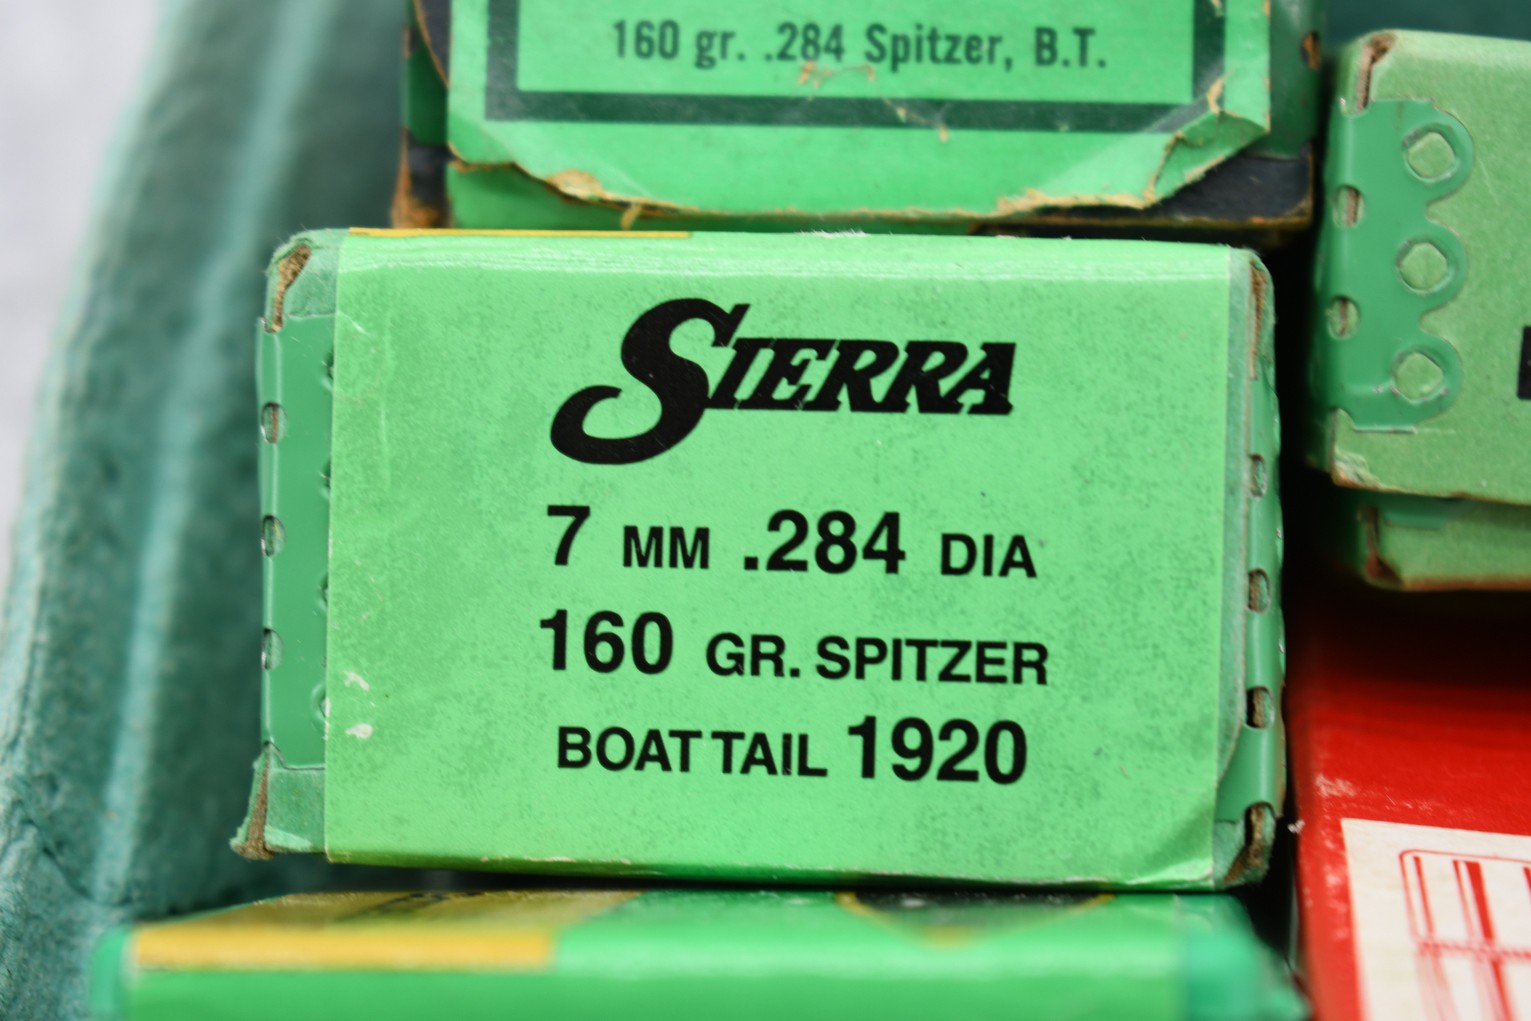 160 gr. .284 Spitzer, B.T.
SIERRA
7 MM .284 DIA
160 GR. SPITZER
BOAT TAIL 1920